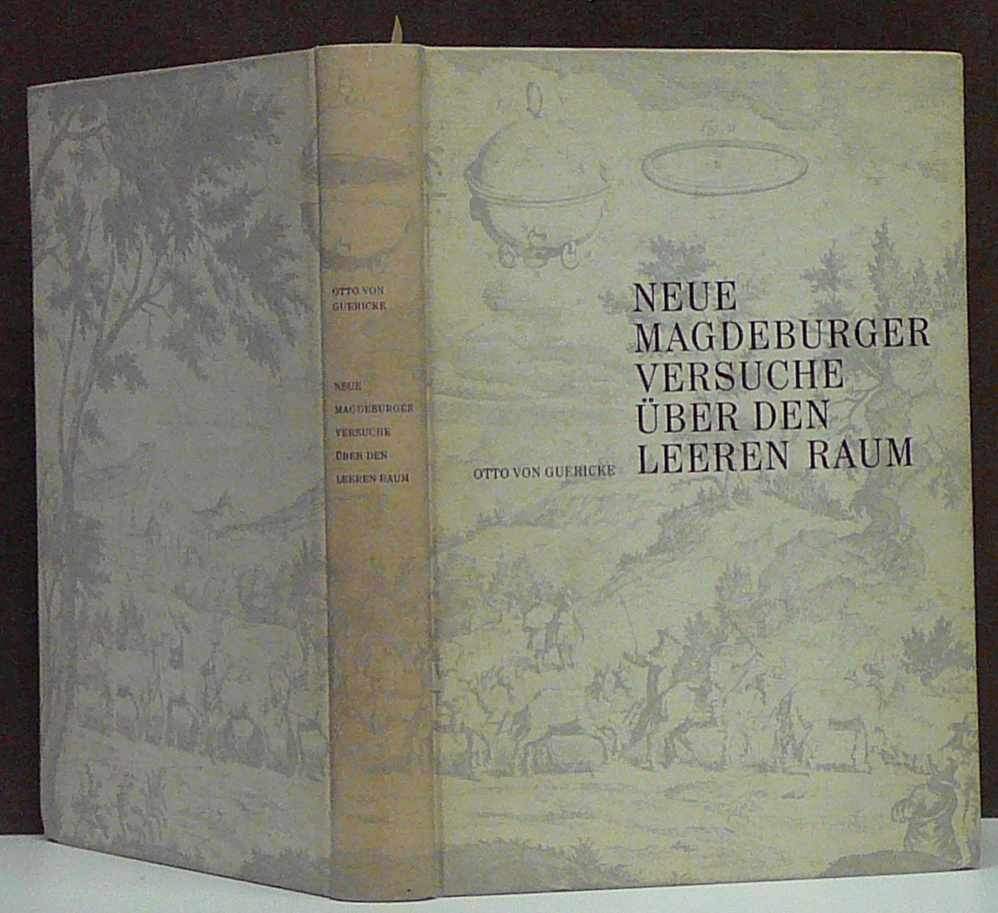 OTTO VON
GUERICKE
NEUE
MAGDEBURGER
VERSUCHE
ÜBER DEN
LEEREN RAUM
NEUE
MAGDEBURGER
VERSUCHE
ÜBER DEN
LEEREN RAUM
OTTO VON GUERICKE